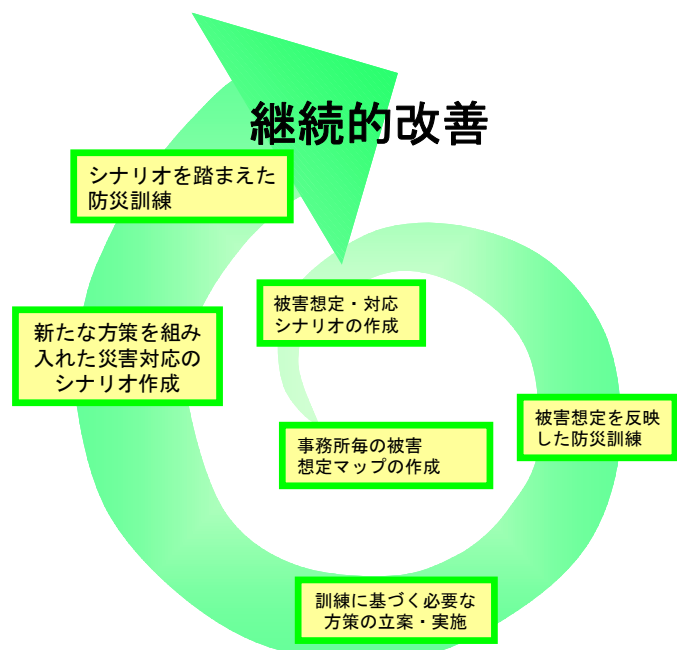 継続的改善
シナリオを踏まえた
防災訓練
被害想定・対応
シナリオの作成
新たな方策を組み
入れた災害対応の
シナリオ作成
被害想定を反映
した防災訓練
事務所毎の被害
想定マップの作成
訓練に基づく必要な
方策の立案・実施